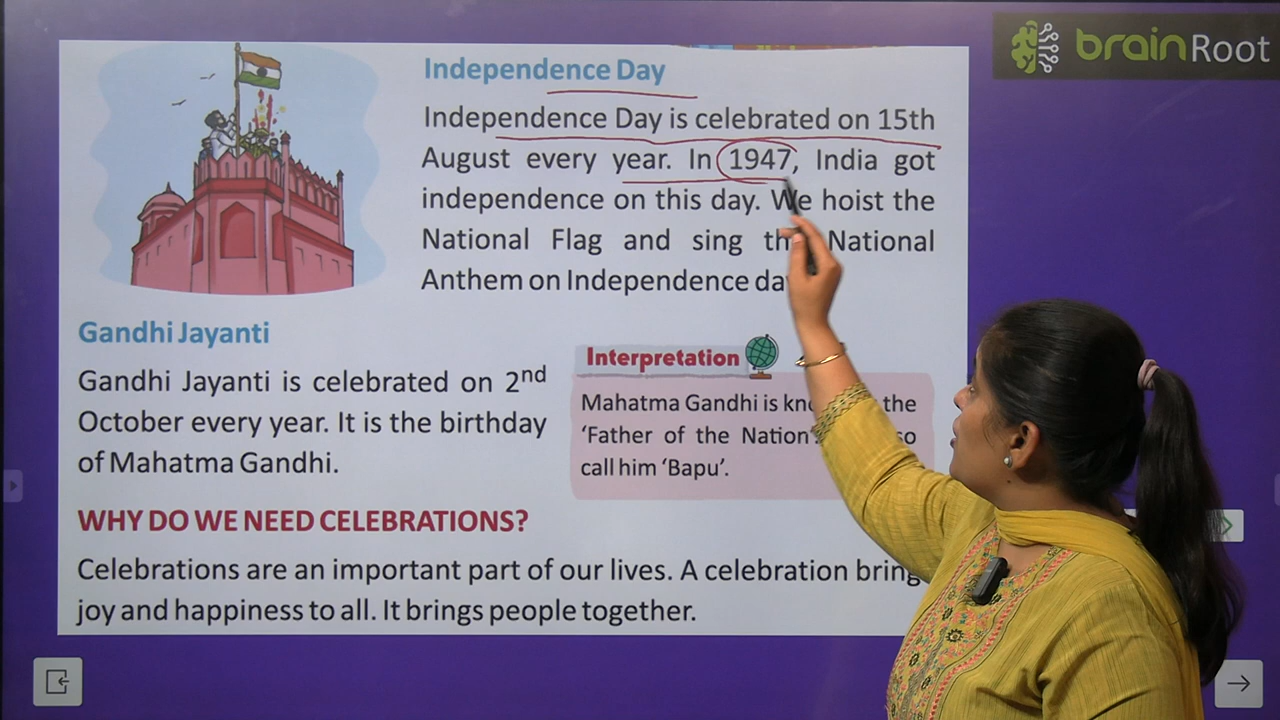 brainRoot
Independence Day
Independence Day is celebrated on 15th
August every year. In 1947, India got
independence on this day. We hoist the
National Flag and sing National
Anthem on Independence
Gandhi Jayanti
Gandhi Jayanti is celebrated on 2nd
October every year. It is the birthday
of Mahatma Gandhi.
Interpretation
Mahatma Gandhi is the
'Father of the Nation'.
call him 'Bapu'.
WHY DO WE NEED CELEBRATIONS?
Celebrations are an important part of our lives. A celebration bring
joy and happiness to all. It brings people together.